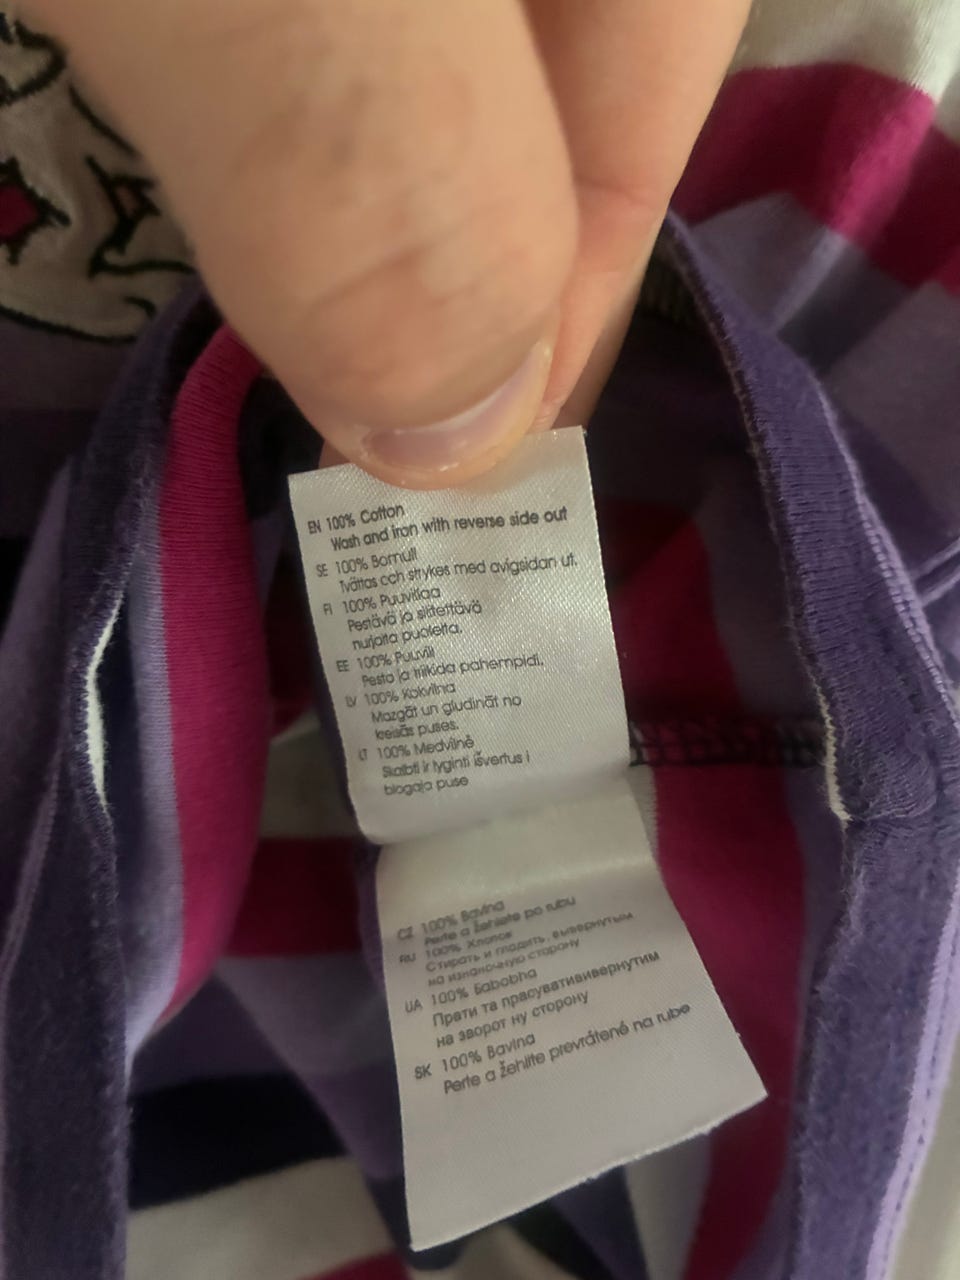 EN 100% Cotton
Wash and iron with reverse side out
SE 100% Bomull
Tvättas och strykes med avigsidan ut.
FI 100% Puuvillaa
Pestävä ja silitettävä
nurjalta puolelta.
EE 100% Puuvill
Pesta ja triikida pahempidi.
LV 100% Kokvilna
Mazgāt un gludināt no
kreisās puses.
LT 100% Medvilnė
Skalbti ir lyginti išvertus i
blogaja puse
CZ 100% Bavlna
Perte a žehlete po rubu
RU 100% Хлопок
Стирать и гладить, вывернутым
на изнаночную сторону
UA 100% Бабовна
Прати та прасуватививернутим
на зворот ну сторону
SK 100% Bavlna
Perte a žehlite prevrátené na rube